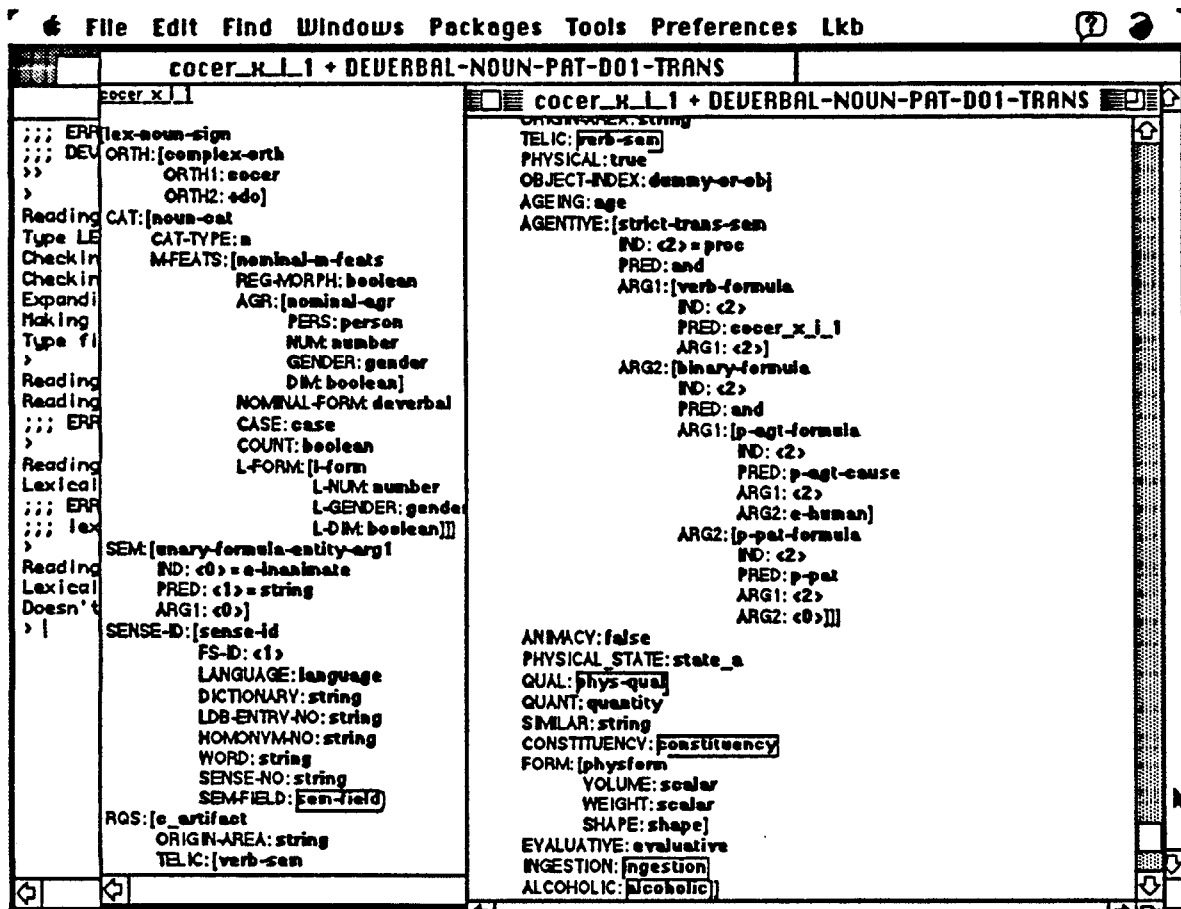 File Edit Find Windows Packages Tools Preferences Lkb
cocer_x_i_1 + DEVERBAL-NOUN-PAT-DO1-TRANS
;;; ERR
;;; DEV
>>
>
Reading
Type LE
Checkin
Checkin
Expandi
Making
Type fi
>
Reading
Reading
;;; ERR
>
Reading
Lexical
;;; ERR
;;; lex
>
Reading
Lexical
Doesn't
> |
cocer_x_i_1
lex-noun-sign
ORTH: [complex-orth
ORTH1: cocer
ORTH2: +do]
CAT: [noun-cat
CAT-TYPE: n
M-FEATS: [nominal-m-feats
REG-MORPH: boolean
AGR: [nominal-agr
PERS: person
NUM: number
GENDER: gender
DIM: boolean]
NOMINAL-FORM: deverbal
CASE: case
COUNT: boolean
L-FORM: [l-form
L-NUM: number
L-GENDER: gender
L-DIM: boolean]]]
SEM: [unary-formula-entity-arg1
IND: <0> = e-inanimate
PRED: <1> = string
ARG1: <0>]
SENSE-ID: [sense-id
FS-ID: <1>
LANGUAGE: language
DICTIONARY: string
LDB-ENTRY-NO: string
HOMONYM-NO: string
WORD: string
SENSE-NO: string
SEM-FIELD: sem-field]
RQS: [c_artifact
ORIGIN-AREA: string
TELIC: [verb-sem
cocer_x_i_1 + DEVERBAL-NOUN-PAT-DO1-TRANS
ORIGIN-AREA: string
TELIC: verb-sem
PHYSICAL: true
OBJECT-INDEX: dummy-or-obj
AGEING: age
AGENTIVE: [strict-trans-sem
IND: <2> = proc
PRED: and
ARG1: [verb-formula
IND: <2>
PRED: cocer_x_i_1
ARG1: <2>]
ARG2: [binary-formula
IND: <2>
PRED: and
ARG1: [p-agt-formula
IND: <2>
PRED: p-agt-cause
ARG1: <2>
ARG2: e-human]
ARG2: [p-pat-formula
IND: <2>
PRED: p-pat
ARG1: <2>
ARG2: <0>]]]
ANIMACY: false
PHYSICAL_STATE: state_a
QUAL: phys-qual
QUANT: quantity
SIMILAR: string
CONSTITUENCY: constituency
FORM: [physform
VOLUME: scalar
WEIGHT: scalar
SHAPE: shape]
EVALUATIVE: evaluative
INGESTION: ingestion
ALCOHOLIC: alcoholic]]